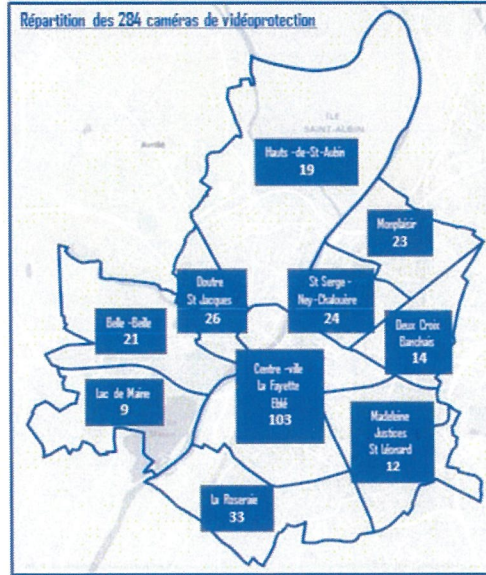 Répartition des 284 caméras de vidéoprotection
ILE
SAINT-AUBIN
Avrillé
Hauts -de-St-Aubin
19
Monplaisir
23
Doutre
St Jacques
26
St Serge -
Ney-Chalouère
24
Belle -Beille
21
Deux Croix
Banchais
14
Centre -ville
La Fayette
Eblé
103
Lac de Maine
9
Madeleine
Justices
St Léonard
12
La Roseraie
33